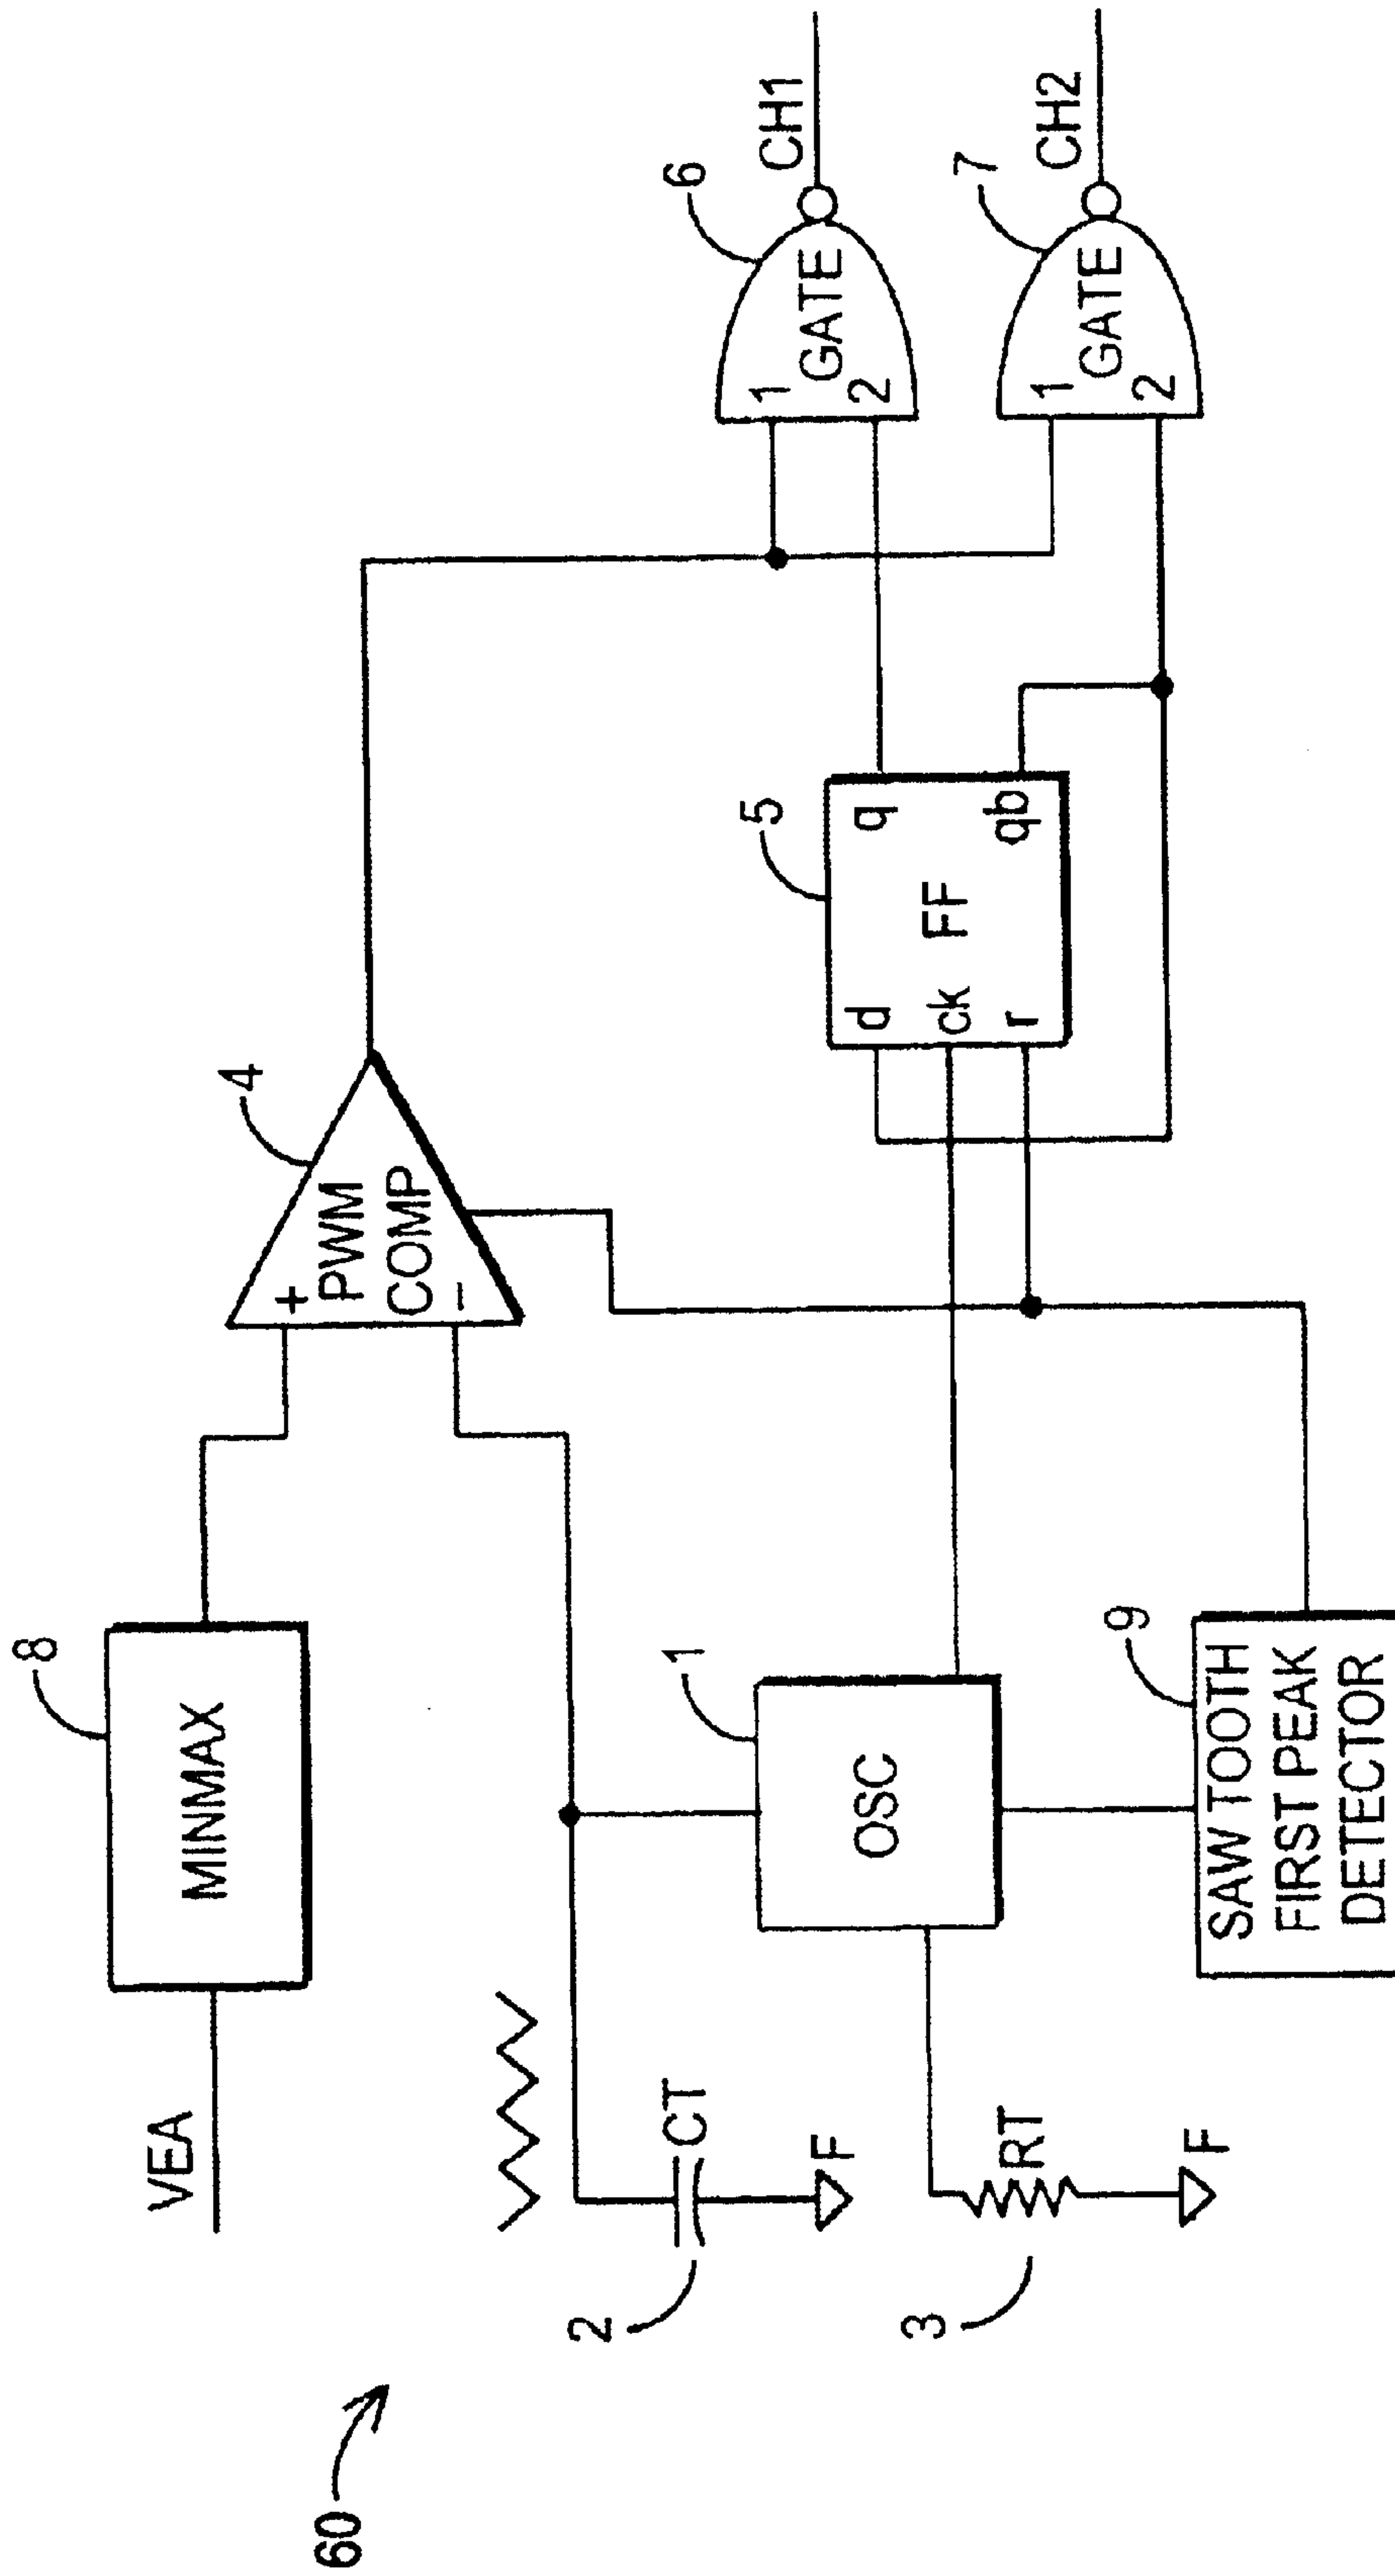 60
VEA
MINMAX
8
+
PWM
COMP
−
4
2
CT
F
3
RT
F
OSC
1
SAW TOOTH
FIRST PEAK
DETECTOR
9
d
ck
r
FF
q
qb
5
1
2
GATE
6
CH1
1
2
GATE
7
CH2